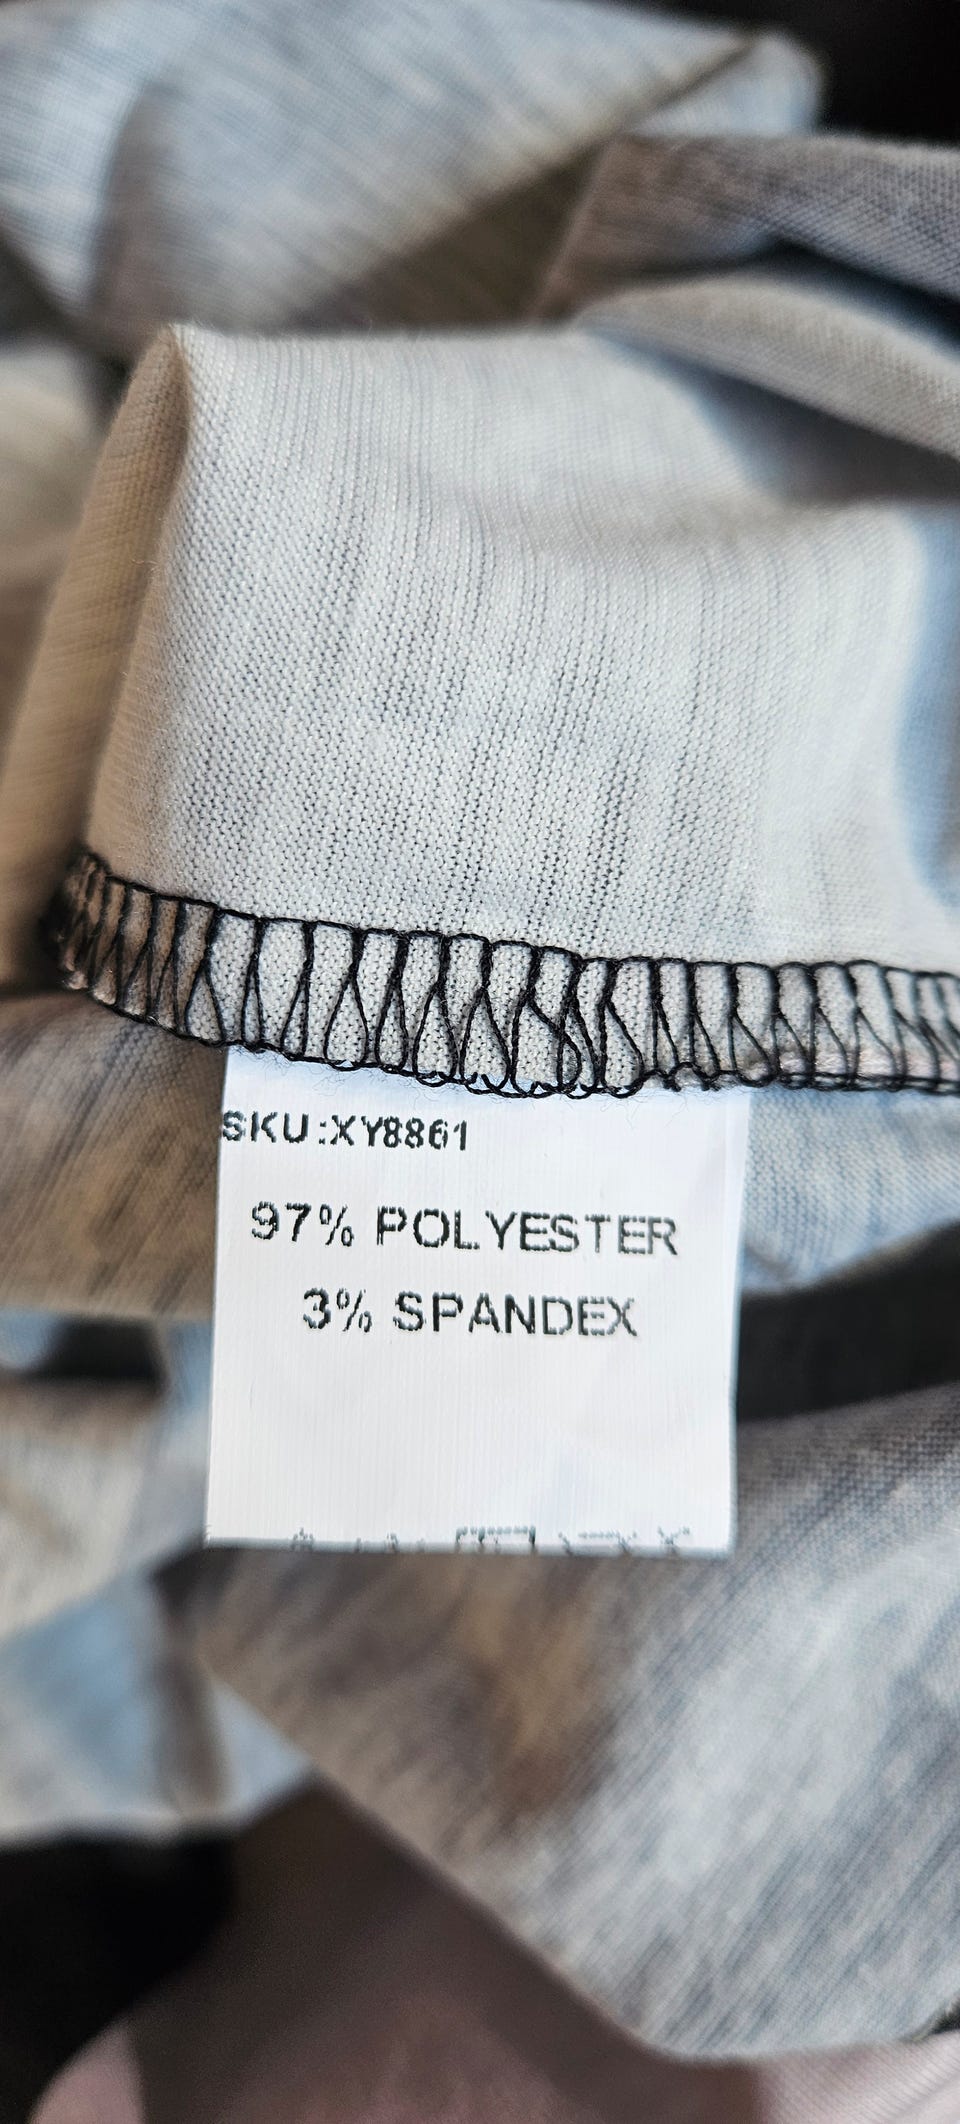 SKU:XY8861
97% POLYESTER
3% SPANDEX